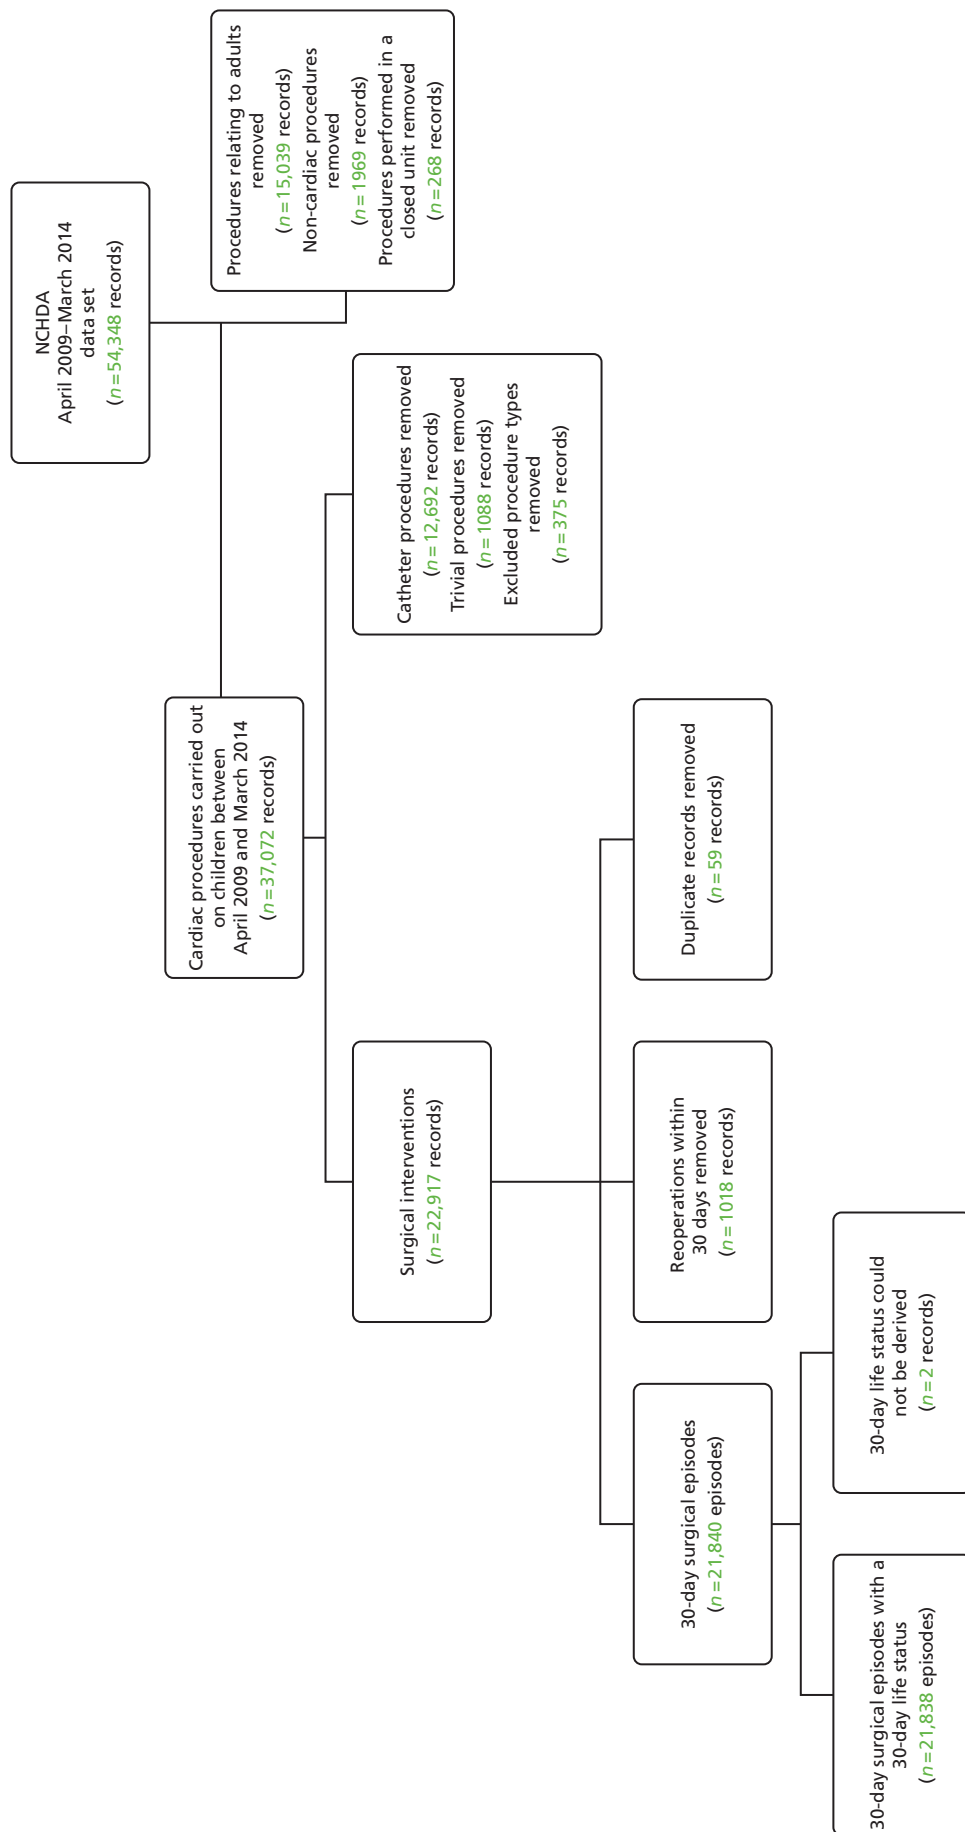 NCHDA
April 2009–March 2014
data set
(n=54,348 records)
Procedures relating to adults
removed
(n=15,039 records)
Non-cardiac procedures
removed
(n=1969 records)
Procedures performed in a
closed unit removed
(n=268 records)
Cardiac procedures carried out
on children between
April 2009 and March 2014
(n=37,072 records)
Catheter procedures removed
(n=12,692 records)
Trivial procedures removed
(n=1088 records)
Excluded procedure types
removed
(n=375 records)
Surgical interventions
(n=22,917 records)
Duplicate records removed
(n=59 records)
Reoperations within
30 days removed
(n=1018 records)
30-day surgical episodes
(n=21,840 episodes)
30-day life status could
not be derived
(n=2 records)
30-day surgical episodes with a
30-day life status
(n=21,838 episodes)